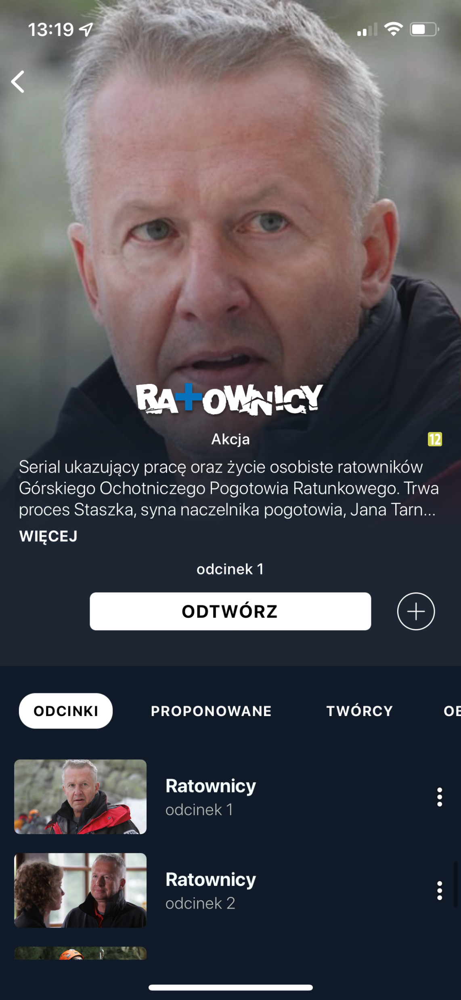 13:19
RATOWNICY
Akcja
12
Serial ukazujący pracę oraz życie osobiste ratowników
Górskiego Ochotniczego Pogotowia Ratunkowego. Trwa
proces Staszka, syna naczelnika pogotowia, Jana Tarn...
WIĘCEJ
odcinek 1
ODTWÓRZ
ODCINKI PROPONOWANE TWÓRCY
Ratownicy
odcinek 1
Ratownicy
odcinek 2